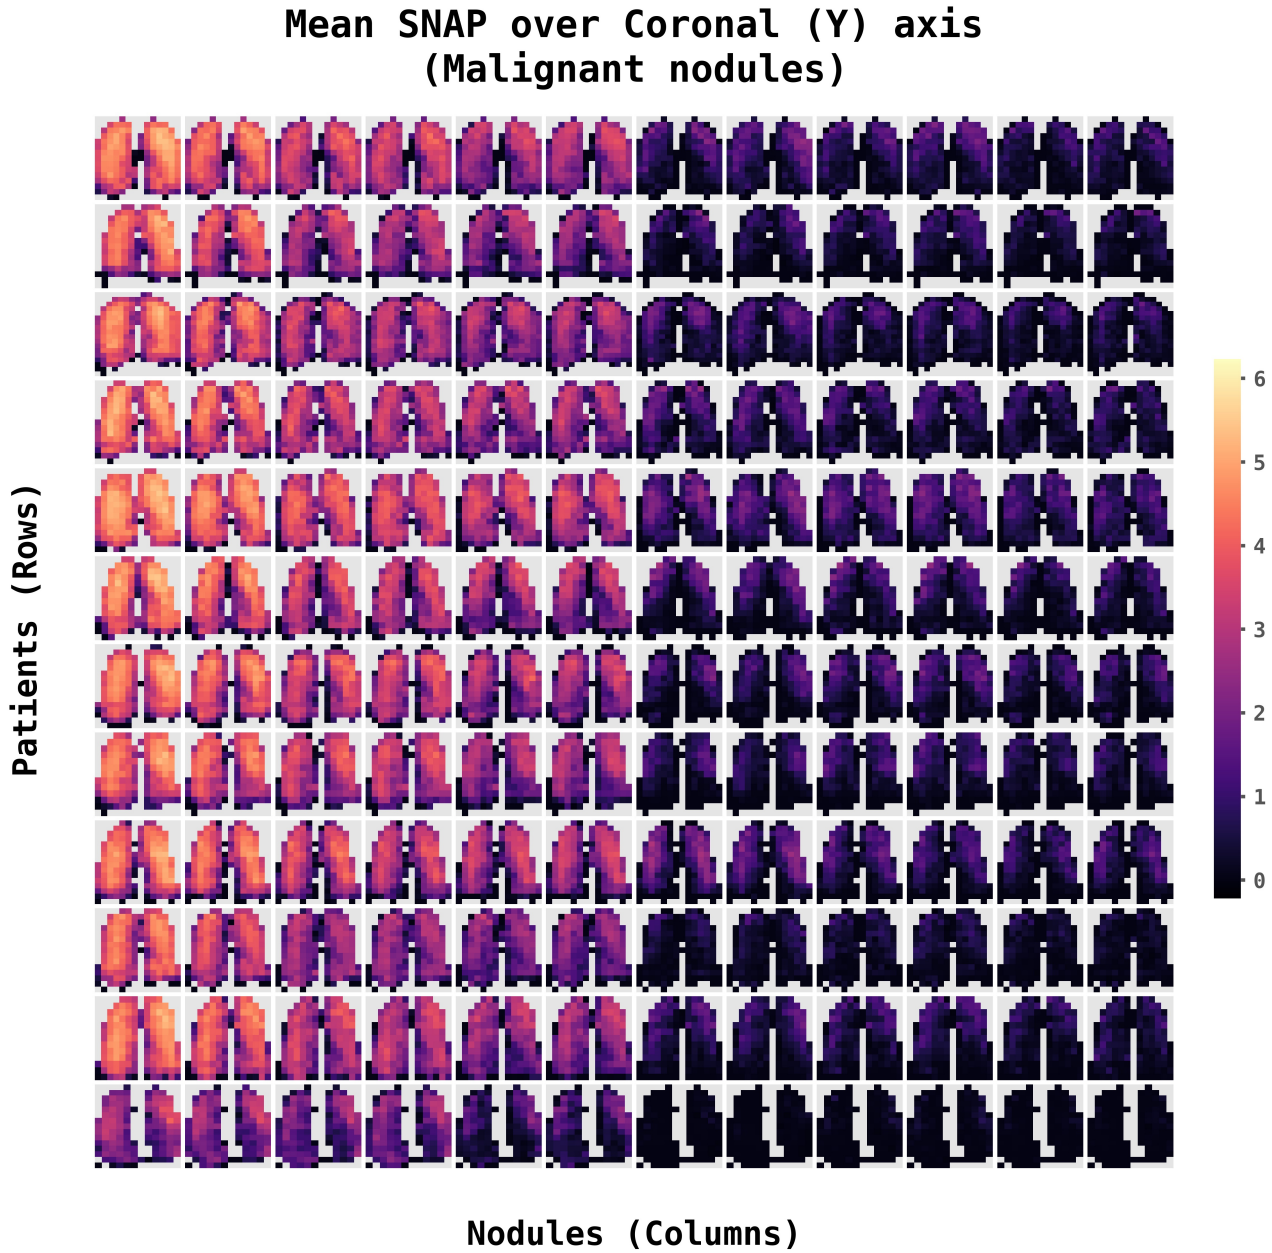 Mean SNAP over Coronal (Y) axis
(Malignant nodules)
Patients (Rows)
6
5
4
3
2
1
0
Nodules (Columns)